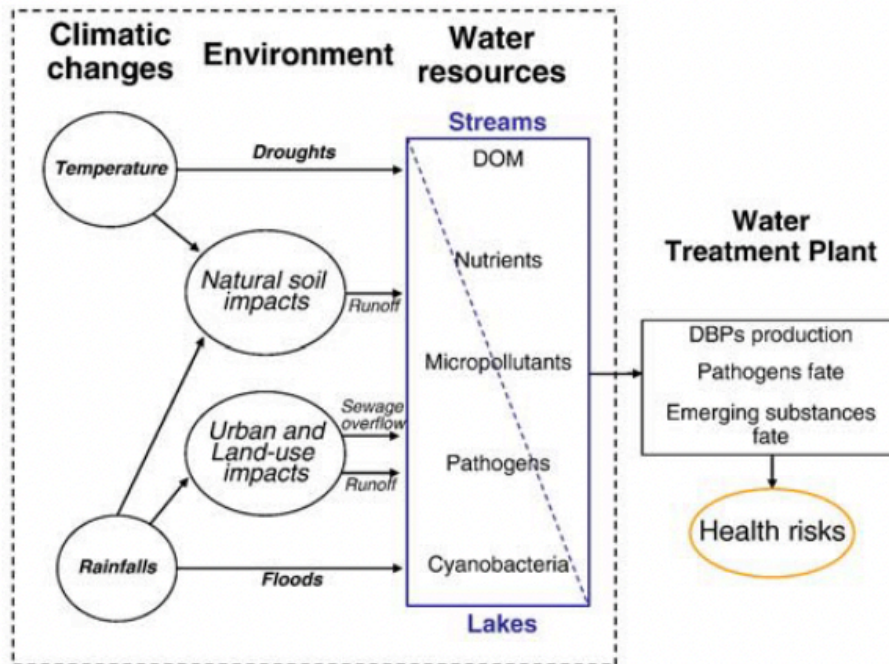 Climatic
changes
Environment
Water
resources
Streams
Temperature
Droughts
DOM
Natural soil
impacts
Runoff
Nutrients
Micropollutants
Urban and
Land-use
impacts
Sewage
overflow
Runoff
Pathogens
Rainfalls
Floods
Cyanobacteria
Lakes
Water
Treatment Plant
DBPs production
Pathogens fate
Emerging substances
fate
Health risks